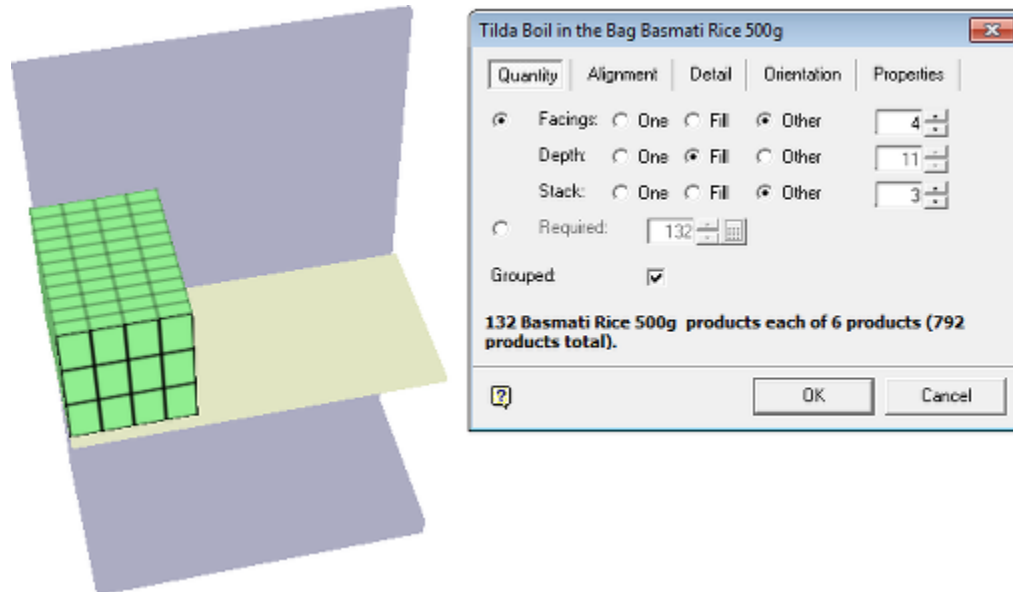 Tilda Boil in the Bag Basmati Rice 500g
Quantity Alignment Detail Orientation Properties
Facings: One Fill Other 4
Depth: One Fill Other 11
Stack: One Fill Other 3
Required: 132
Grouped:
132 Basmati Rice 500g products each of 6 products (792
products total).
? OK Cancel